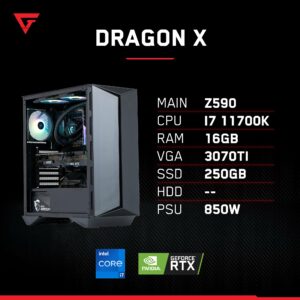 DRAGON X
MAIN Z590
CPU I7 11700K
RAM 16GB
VGA 3070TI
SSD 250GB
HDD --
PSU 850W
intel
CORE
i7
NVIDIA
GEFORCE
RTX